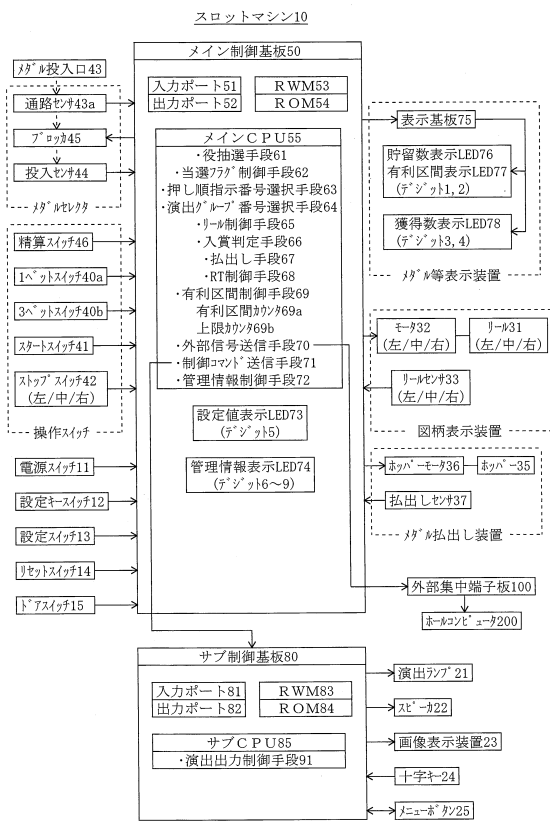 スロットマシン10
メイン制御基板50
メダル投入口43
通路センサ43a
ブロッカ45
投入センサ44
メダルセレクタ
精算スイッチ46
1ベットスイッチ40a
3ベットスイッチ40b
スタートスイッチ41
ストップスイッチ42
(左/中/右)
操作スイッチ
電源スイッチ11
設定キースイッチ12
設定スイッチ13
リセットスイッチ14
ドアスイッチ15
入力ポート51
出力ポート52
RWM53
ROM54
メインCPU55
・役抽選手段61
・当選フラグ制御手段62
・押し順指示番号選択手段63
・演出グループ番号選択手段64
・リール制御手段65
・入賞判定手段66
・払出し手段67
・RT制御手段68
・有利区間制御手段69
有利区間カウンタ69a
上限カウンタ69b
・外部信号送信手段70
・制御コマンド送信手段71
・管理情報制御手段72
設定値表示LED73
(デジット5)
管理情報表示LED74
(デジット6～9)
表示基板75
貯留数表示LED76
有利区間表示LED77
(デジット1, 2)
獲得数表示LED78
(デジット3, 4)
メダル等表示装置
モータ32
(左/中/右)
リール31
(左/中/右)
リールセンサ33
(左/中/右)
図柄表示装置
ホッパーモータ36
ホッパー35
払出しセンサ37
メダル払出し装置
外部集中端子板100
ホールコンピュータ200
サブ制御基板80
入力ポート81
出力ポート82
RWM83
ROM84
サブCPU85
・演出出力制御手段91
演出ランプ21
スピーカ22
画像表示装置23
十字キー24
メニューボタン25